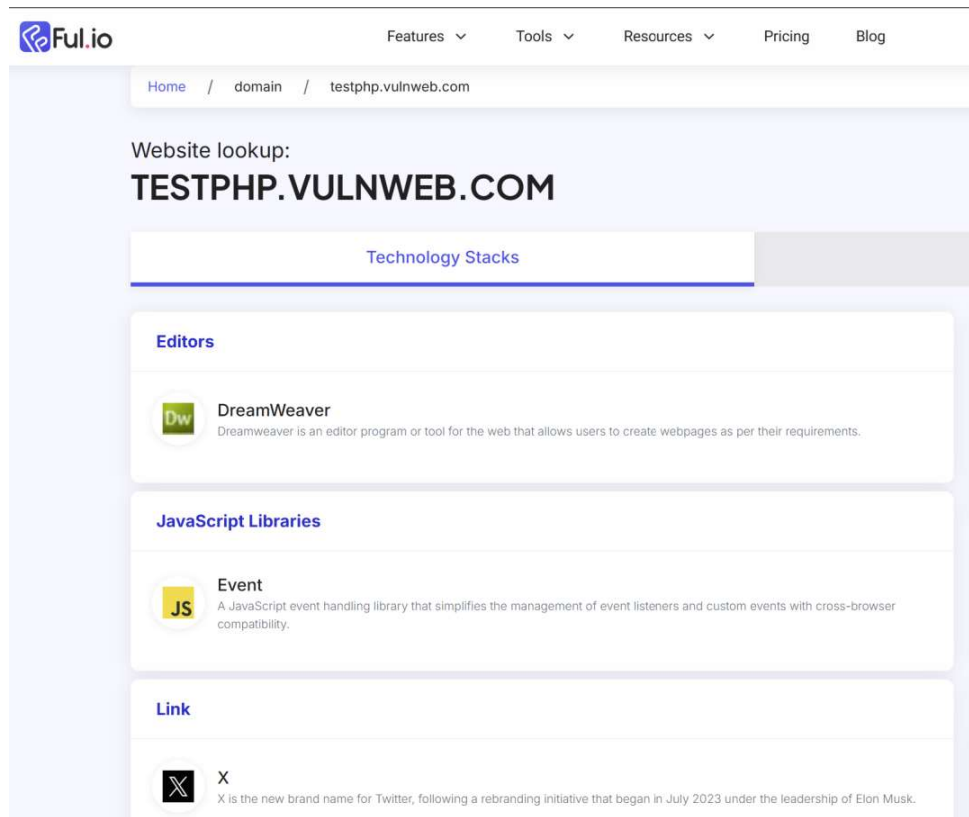 Ful.io
Features Tools Resources Pricing Blog
Home / domain / testphp.vulnweb.com
Website lookup:
TESTPHP.VULNWEB.COM
Technology Stacks
Editors
Dw
DreamWeaver
Dreamweaver is an editor program or tool for the web that allows users to create webpages as per their requirements.
JavaScript Libraries
JS
Event
A JavaScript event handling library that simplifies the management of event listeners and custom events with cross-browser
compatibility.
Link
X
X
X is the new brand name for Twitter, following a rebranding initiative that began in July 2023 under the leadership of Elon Musk.